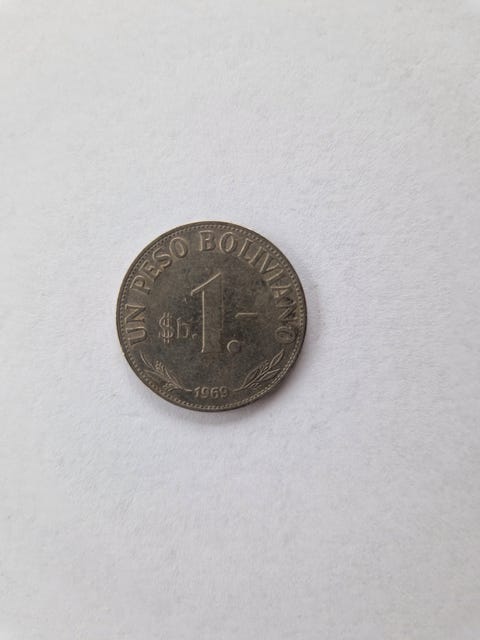 UN PESO BOLIVIANO
$b. 1.-
1969